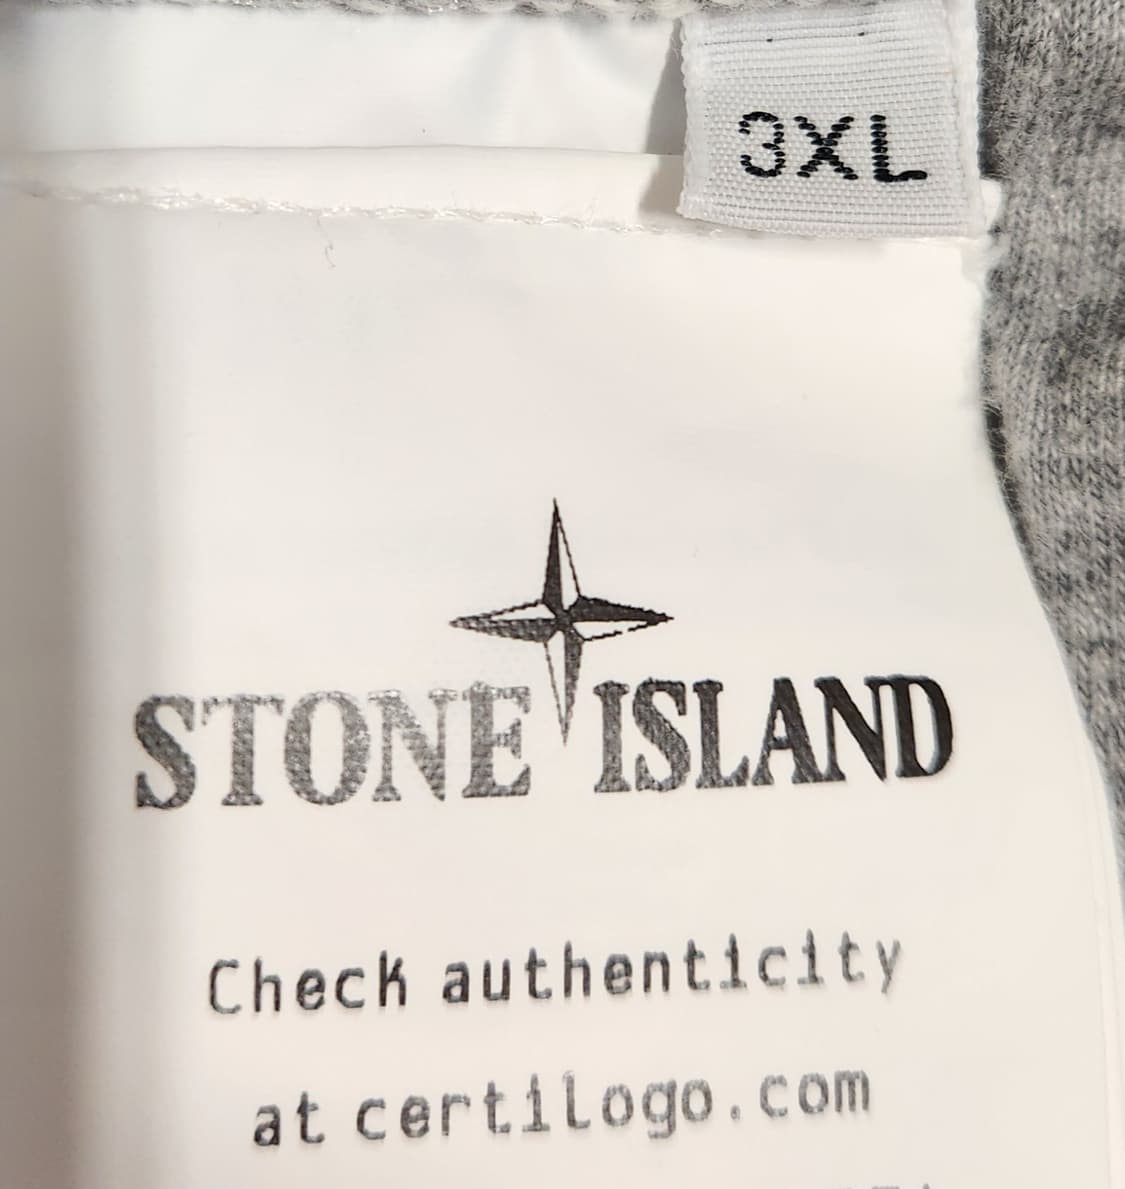 3XL
STONE ISLAND
Check authenticity
at certilogo.com